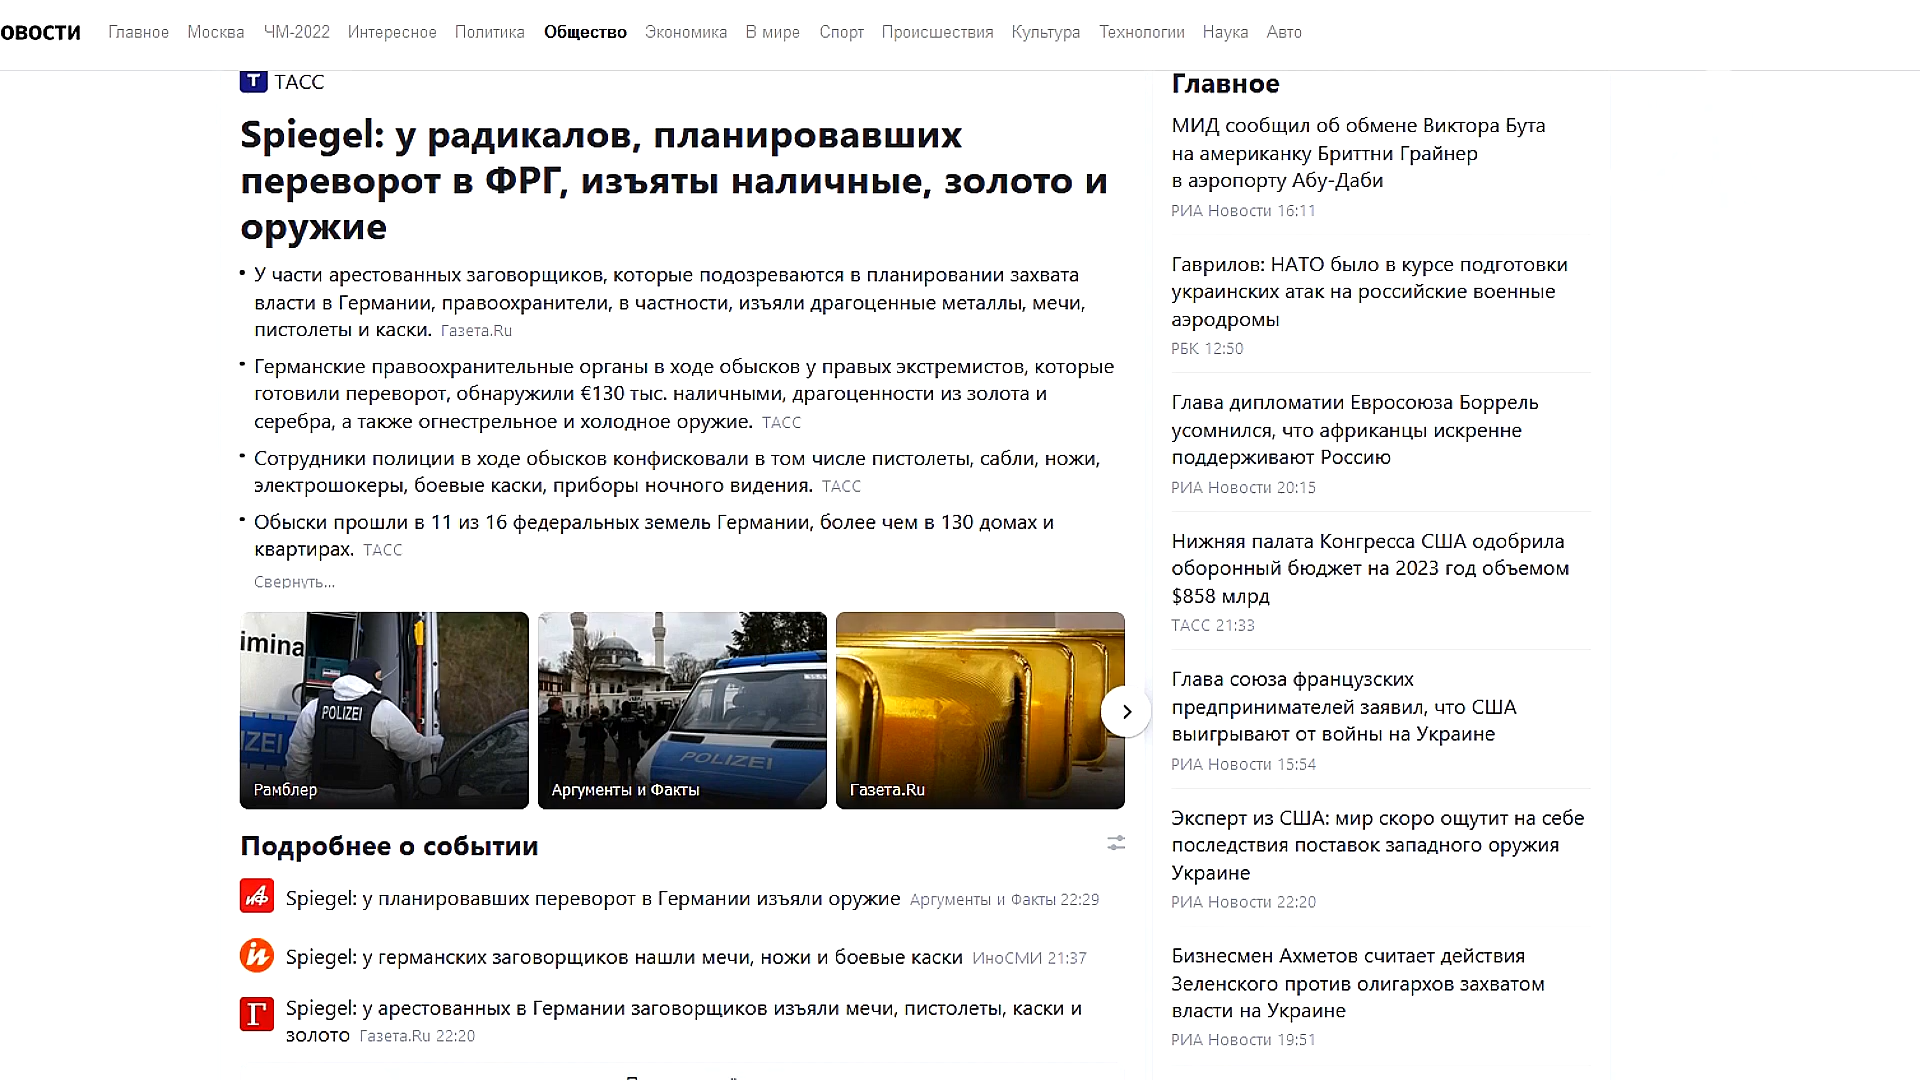 овости Главное Москва ЧМ-2022 Интересное Политика Общество Экономика В мире Спорт Происшествия Культура Технологии Наука Авто
Т ТАСС
Spiegel: у радикалов, планировавших
переворот в ФРГ, изъяты наличные, золото и
оружие
• У части арестованных заговорщиков, которые подозреваются в планировании захвата
власти в Германии, правоохранители, в частности, изъяли драгоценные металлы, мечи,
пистолеты и каски. Газета.Ru
• Германские правоохранительные органы в ходе обысков у правых экстремистов, которые
готовили переворот, обнаружили €130 тыс. наличными, драгоценности из золота и
серебра, а также огнестрельное и холодное оружие. ТАСС
• Сотрудники полиции в ходе обысков конфисковали в том числе пистолеты, сабли, ножи,
электрошокеры, боевые каски, приборы ночного видения. ТАСС
• Обыски прошли в 11 из 16 федеральных земель Германии, более чем в 130 домах и
квартирах. ТАСС
Свернуть...
imina
POLIZEI
IZEI
Рамблер
POLIZEI
Аргументы и Факты
Газета.Ru
Подробнее о событии
АиФ Spiegel: у планировавших переворот в Германии изъяли оружие Аргументы и Факты 22:29
и Spiegel: у германских заговорщиков нашли мечи, ножи и боевые каски ИноСМИ 21:37
Г Spiegel: у арестованных в Германии заговорщиков изъяли мечи, пистолеты, каски и
золото Газета.Ru 22:20
Главное
МИД сообщил об обмене Виктора Бута
на американку Бриттни Грайнер
в аэропорту Абу-Даби
РИА Новости 16:11
Гаврилов: НАТО было в курсе подготовки
украинских атак на российские военные
аэродромы
РБК 12:50
Глава дипломатии Евросоюза Боррель
усомнился, что африканцы искренне
поддерживают Россию
РИА Новости 20:15
Нижняя палата Конгресса США одобрила
оборонный бюджет на 2023 год объемом
$858 млрд
ТАСС 21:33
Глава союза французских
предпринимателей заявил, что США
выигрывают от войны на Украине
РИА Новости 15:54
Эксперт из США: мир скоро ощутит на себе
последствия поставок западного оружия
Украине
РИА Новости 22:20
Бизнесмен Ахметов считает действия
Зеленского против олигархов захватом
власти на Украине
РИА Новости 19:51